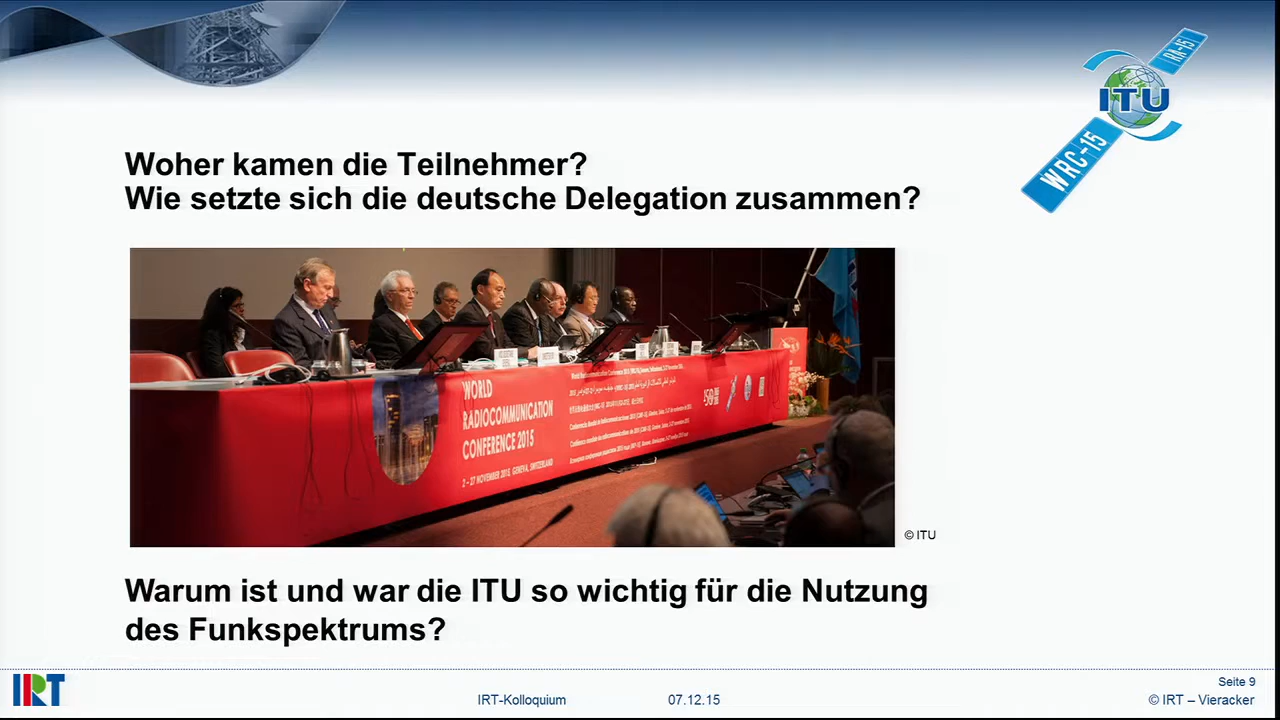 RA-15
ITU
WRC-15
Woher kamen die Teilnehmer?
Wie setzte sich die deutsche Delegation zusammen?
WORLD
RADIOCOMMUNICATION
CONFERENCE 2015
2 – 27 NOVEMBER 2015, GENEVA, SWITZERLAND
© ITU
Warum ist und war die ITU so wichtig für die Nutzung
des Funkspektrums?
Seite 9
IRT
IRT-Kolloquium
07.12.15
© IRT – Vieracker